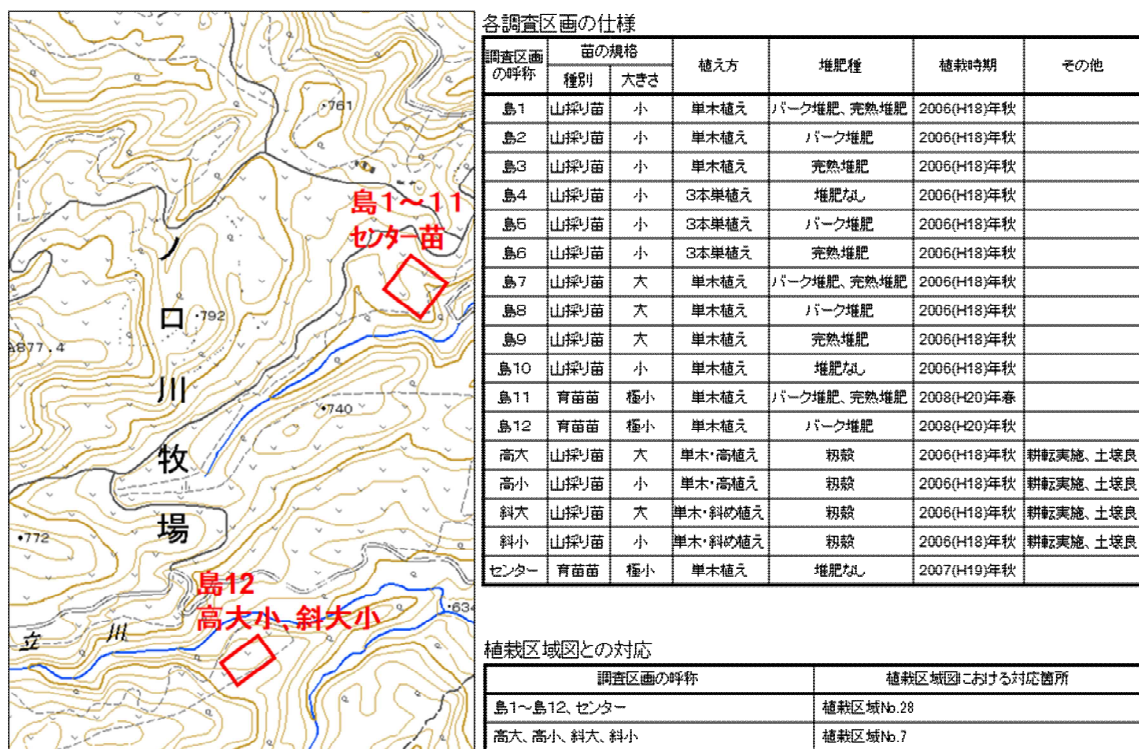 ・761
島1～11
センター苗
ノ口川牧場
・792
877.4
・740
・772
島12
高大小、斜大小
・634
立川
各調査区画の仕様
調査区画の呼称 苗の規格 植え方 堆肥種 植栽時期 その他
種別 大きさ
島1 山採り苗 小 単木植え バーク堆肥、完熟堆肥 2006(H18)年秋
島2 山採り苗 小 単木植え バーク堆肥 2006(H18)年秋
島3 山採り苗 小 単木植え 完熟堆肥 2006(H18)年秋
島4 山採り苗 小 3本巣植え 堆肥なし 2006(H18)年秋
島5 山採り苗 小 3本巣植え バーク堆肥 2006(H18)年秋
島6 山採り苗 小 3本巣植え 完熟堆肥 2006(H18)年秋
島7 山採り苗 大 単木植え バーク堆肥、完熟堆肥 2006(H18)年秋
島8 山採り苗 大 単木植え バーク堆肥 2006(H18)年秋
島9 山採り苗 大 単木植え 完熟堆肥 2006(H18)年秋
島10 山採り苗 小 単木植え 堆肥なし 2006(H18)年秋
島11 育苗苗 極小 単木植え バーク堆肥、完熟堆肥 2008(H20)年春
島12 育苗苗 極小 単木植え バーク堆肥 2008(H20)年秋
高大 山採り苗 大 単木・高植え 籾殻 2006(H18)年秋 耕転実施、土壌良
高小 山採り苗 小 単木・高植え 籾殻 2006(H18)年秋 耕転実施、土壌良
斜大 山採り苗 大 単木・斜め植え 籾殻 2006(H18)年秋 耕転実施、土壌良
斜小 山採り苗 小 単木・斜め植え 籾殻 2006(H18)年秋 耕転実施、土壌良
センター 育苗苗 極小 単木植え 堆肥なし 2007(H19)年秋
植栽区域図との対応
調査区画の呼称 植栽区域図における対応箇所
島1～島12、センター 植栽区域No.28
高大、高小、斜大、斜小 植栽区域No.7